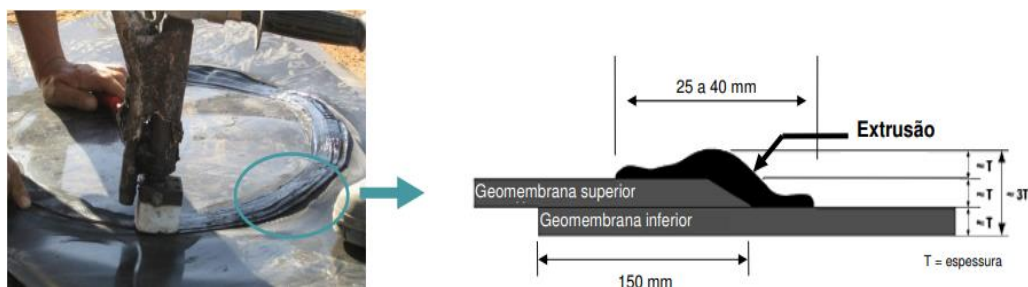 25 a 40 mm
Extrusão
Geomembrana superior
≈T
≈T
≈3T
Geomembrana inferior
≈T
T = espessura
150 mm